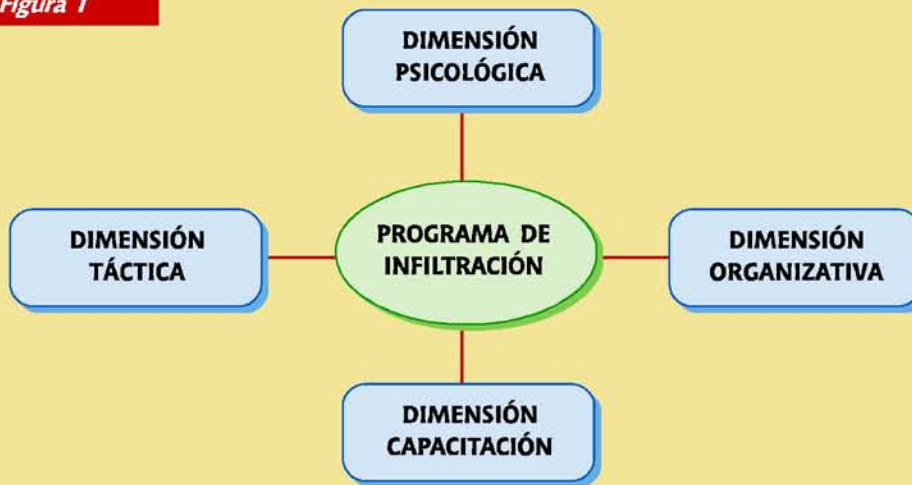 Figura 1
DIMENSIÓN
PSICOLÓGICA
DIMENSIÓN
TÁCTICA
PROGRAMA DE
INFILTRACIÓN
DIMENSIÓN
ORGANIZATIVA
DIMENSIÓN
CAPACITACIÓN